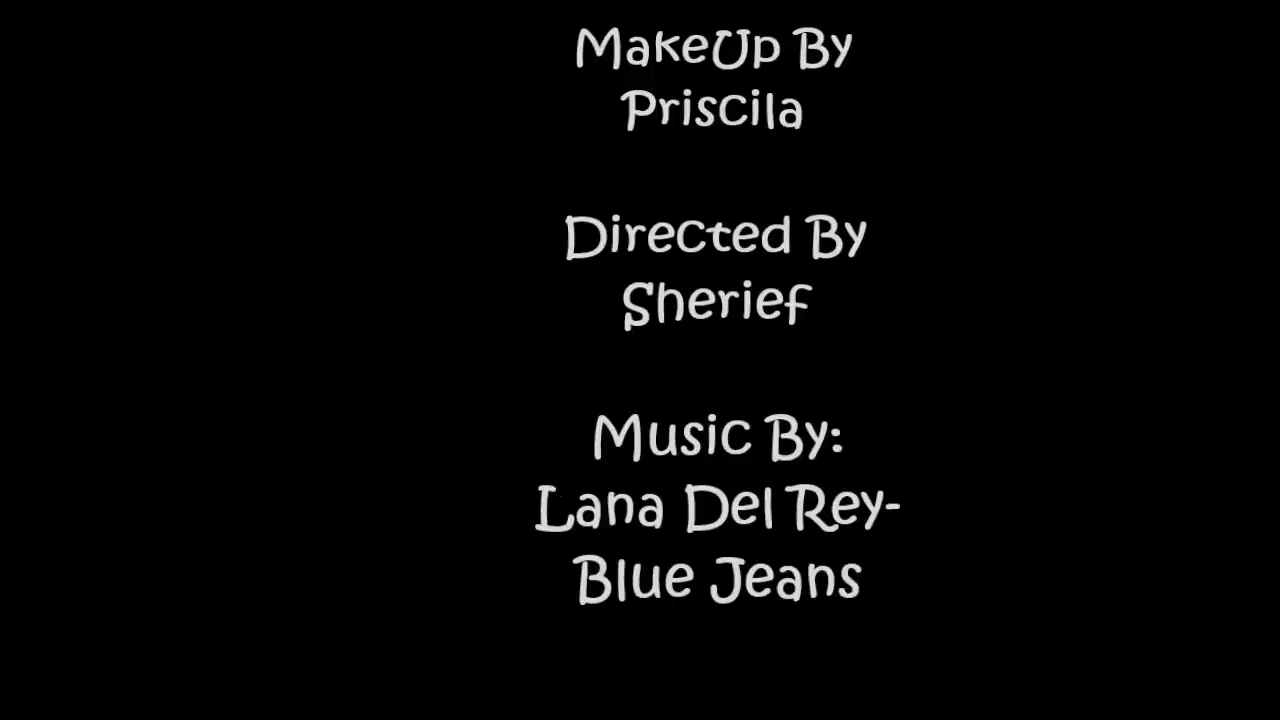 MakeUp By
Priscila
Directed By
Sherief
Music By:
Lana Del Rey-
Blue Jeans